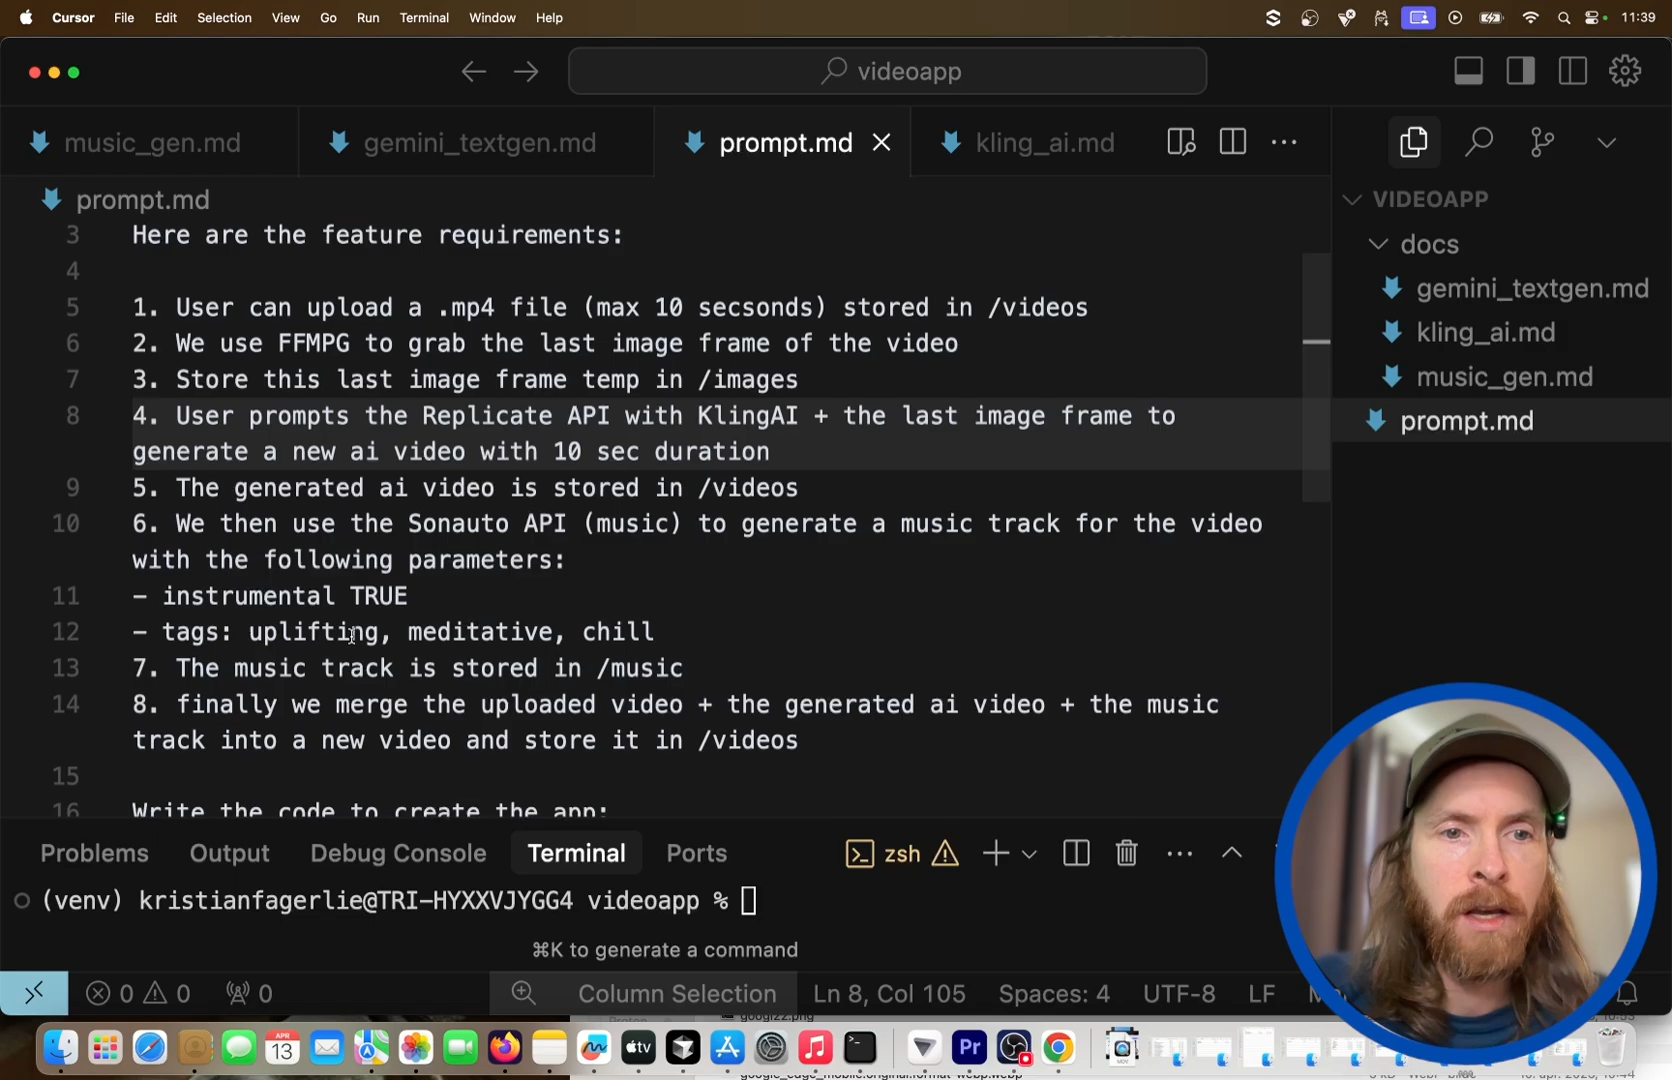 Cursor File Edit Selection View Go Run Terminal Window Help 11:39
videoapp
music_gen.md gemini_textgen.md prompt.md kling_ai.md
prompt.md
3 Here are the feature requirements:
4
5 1. User can upload a .mp4 file (max 10 secsonds) stored in /videos
6 2. We use FFMPG to grab the last image frame of the video
7 3. Store this last image frame temp in /images
8 4. User prompts the Replicate API with KlingAI + the last image frame to
generate a new ai video with 10 sec duration
9 5. The generated ai video is stored in /videos
10 6. We then use the Sonauto API (music) to generate a music track for the video
with the following parameters:
11 - instrumental TRUE
12 - tags: uplifting, meditative, chill
13 7. The music track is stored in /music
14 8. finally we merge the uploaded video + the generated ai video + the music
track into a new video and store it in /videos
15
16 Write the code to create the app:
VIDEOAPP
docs
gemini_textgen.md
kling_ai.md
music_gen.md
prompt.md
Problems Output Debug Console Terminal Ports zsh
(venv) kristianfagerlie@TRI-HYXXVJYGG4 videoapp %
⌘K to generate a command
0 0 0 Column Selection Ln 8, Col 105 Spaces: 4 UTF-8 LF
APR
13
tv
Pr